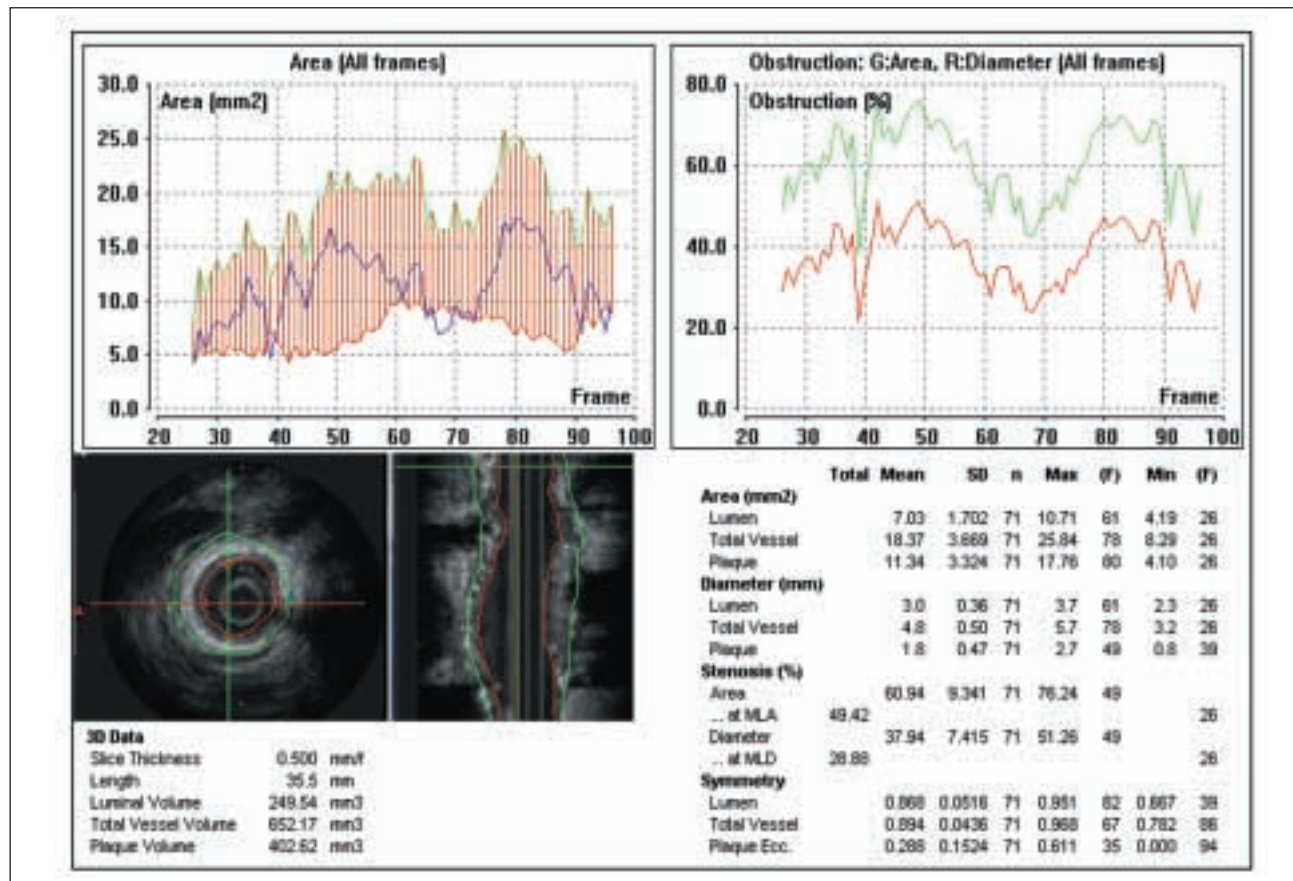 Area (All frames)
30.0
Area (mm2)
25.0
20.0
15.0
10.0
5.0
0.0
Frame
20 30 40 50 60 70 80 90 100
Obstruction: G:Area, R:Diameter (All frames)
80.0
Obstruction (%)
60.0
40.0
20.0
0.0
Frame
20 30 40 50 60 70 80 90 100
3D Data
Slice Thickness 0.500 mm/f
Length 35.5 mm
Luminal Volume 249.54 mm3
Total Vessel Volume 652.17 mm3
Plaque Volume 402.62 mm3
Total Mean SD n Max (F) Min (F)
Area (mm2)
Lumen 7.03 1.702 71 10.71 61 4.19 26
Total Vessel 18.37 3.669 71 25.84 78 8.29 26
Plaque 11.34 3.324 71 17.76 80 4.10 26
Diameter (mm)
Lumen 3.0 0.36 71 3.7 61 2.3 26
Total Vessel 4.8 0.50 71 5.7 78 3.2 26
Plaque 1.8 0.47 71 2.7 49 0.8 39
Stenosis (%)
Area 60.94 9.341 71 76.24 49
... at MLA 49.42 26
Diameter 37.94 7.415 71 51.26 49
... at MLD 28.88 26
Symmetry
Lumen 0.868 0.0516 71 0.951 82 0.667 39
Total Vessel 0.894 0.0436 71 0.968 67 0.782 86
Plaque Ecc. 0.288 0.1524 71 0.611 35 0.000 94